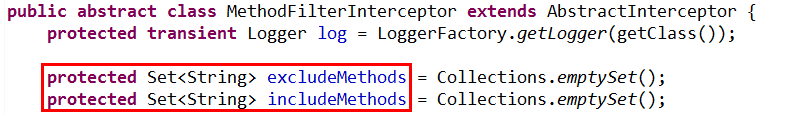 public abstract class MethodFilterInterceptor extends AbstractInterceptor {
protected transient Logger log = LoggerFactory.getLogger(getClass());
protected Set<String> excludeMethods = Collections.emptySet();
protected Set<String> includeMethods = Collections.emptySet();